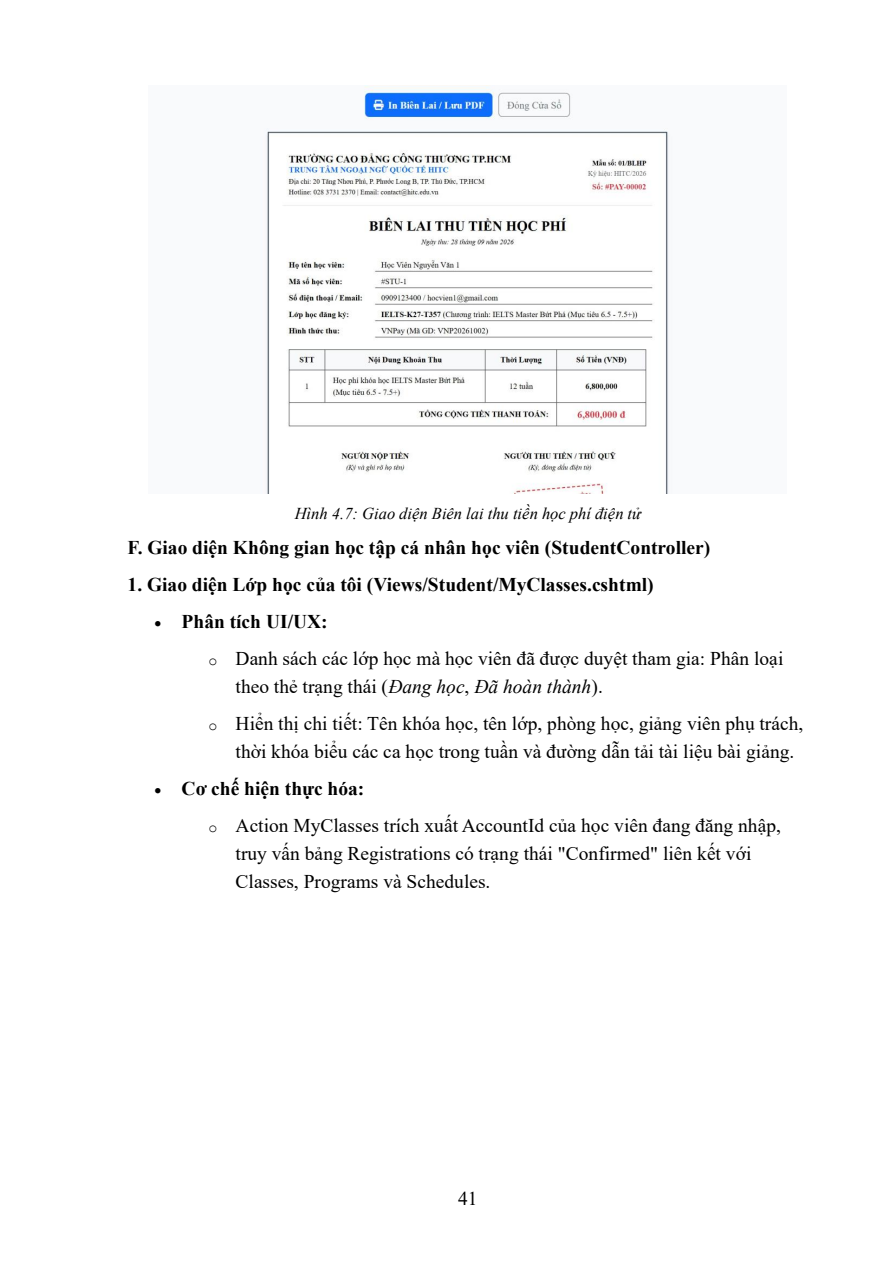 In Biên Lai / Lưu PDF
Đóng Cửa Sổ
TRƯỜNG CAO ĐẲNG CÔNG THƯƠNG TP.HCM
TRUNG TÂM NGOẠI NGỮ QUỐC TẾ HITC
Địa chỉ: 20 Tăng Nhơn Phú, P. Phước Long B, TP. Thủ Đức, TP.HCM
Hotline: 028 3731 2370 | Email: contact@hitc.edu.vn
Mẫu số: 01/BLHP
Ký hiệu: HITC/2026
Số: #PAY-00002
BIÊN LAI THU TIỀN HỌC PHÍ
Ngày thu: 28 tháng 09 năm 2026
Họ tên học viên: Học Viên Nguyễn Văn 1
Mã số học viên: #STU-1
Số điện thoại / Email: 0909123400 / hocvien1@gmail.com
Lớp học đăng ký: IELTS-K27-T357 (Chương trình: IELTS Master Bứt Phá (Mục tiêu 6.5 - 7.5+))
Hình thức thu: VNPay (Mã GD: VNP20261002)
STT Nội Dung Khoản Thu Thời Lượng Số Tiền (VNĐ)
1 Học phí khóa học IELTS Master Bứt Phá 12 tuần 6,800,000
(Mục tiêu 6.5 - 7.5+)
TỔNG CỘNG TIỀN THANH TOÁN: 6,800,000 đ
NGƯỜI NỘP TIỀN NGƯỜI THU TIỀN / THỦ QUỸ
(Ký và ghi rõ họ tên) (Ký, đóng dấu điện tử)
Hình 4.7: Giao diện Biên lai thu tiền học phí điện tử
F. Giao diện Không gian học tập cá nhân học viên (StudentController)
1. Giao diện Lớp học của tôi (Views/Student/MyClasses.cshtml)
• Phân tích UI/UX:
o Danh sách các lớp học mà học viên đã được duyệt tham gia: Phân loại
theo thẻ trạng thái (Đang học, Đã hoàn thành).
o Hiển thị chi tiết: Tên khóa học, tên lớp, phòng học, giảng viên phụ trách,
thời khóa biểu các ca học trong tuần và đường dẫn tải tài liệu bài giảng.
• Cơ chế hiện thực hóa:
o Action MyClasses trích xuất AccountId của học viên đang đăng nhập,
truy vấn bảng Registrations có trạng thái "Confirmed" liên kết với
Classes, Programs và Schedules.
41